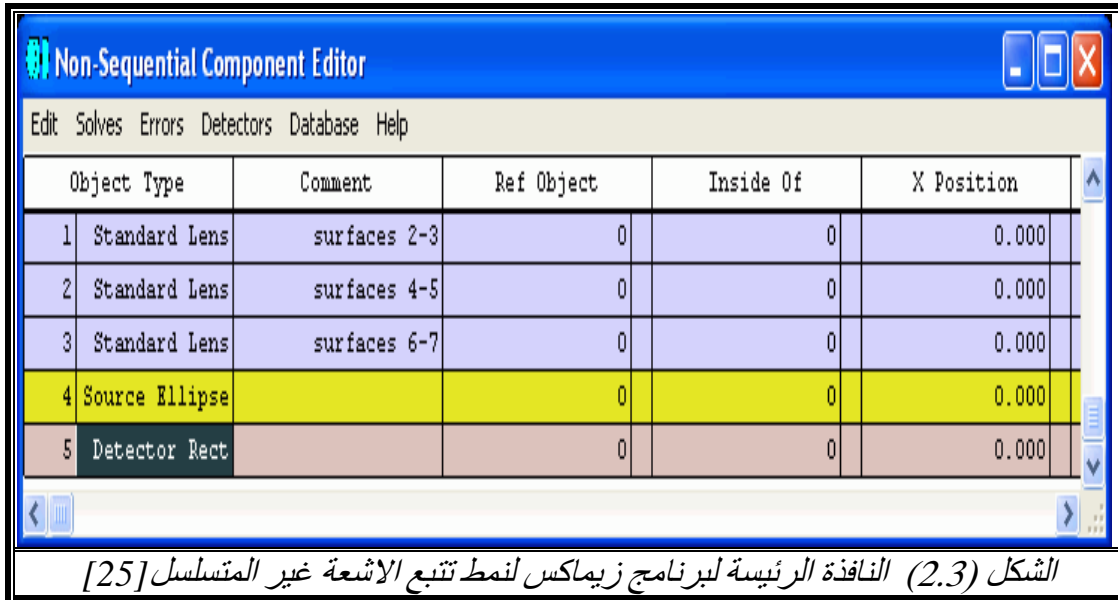 Non-Sequential Component Editor
Edit Solves Errors Detectors Database Help
Object Type Comment Ref Object Inside Of X Position
1 Standard Lens surfaces 2-3 0 0 0.000
2 Standard Lens surfaces 4-5 0 0 0.000
3 Standard Lens surfaces 6-7 0 0 0.000
4 Source Ellipse 0 0 0.000
5 Detector Rect 0 0 0.000
الشكل (2.3) النافذة الرئيسة لبرنامج زيماكس لنمط تتبع الاشعة غير المتسلسل [25]